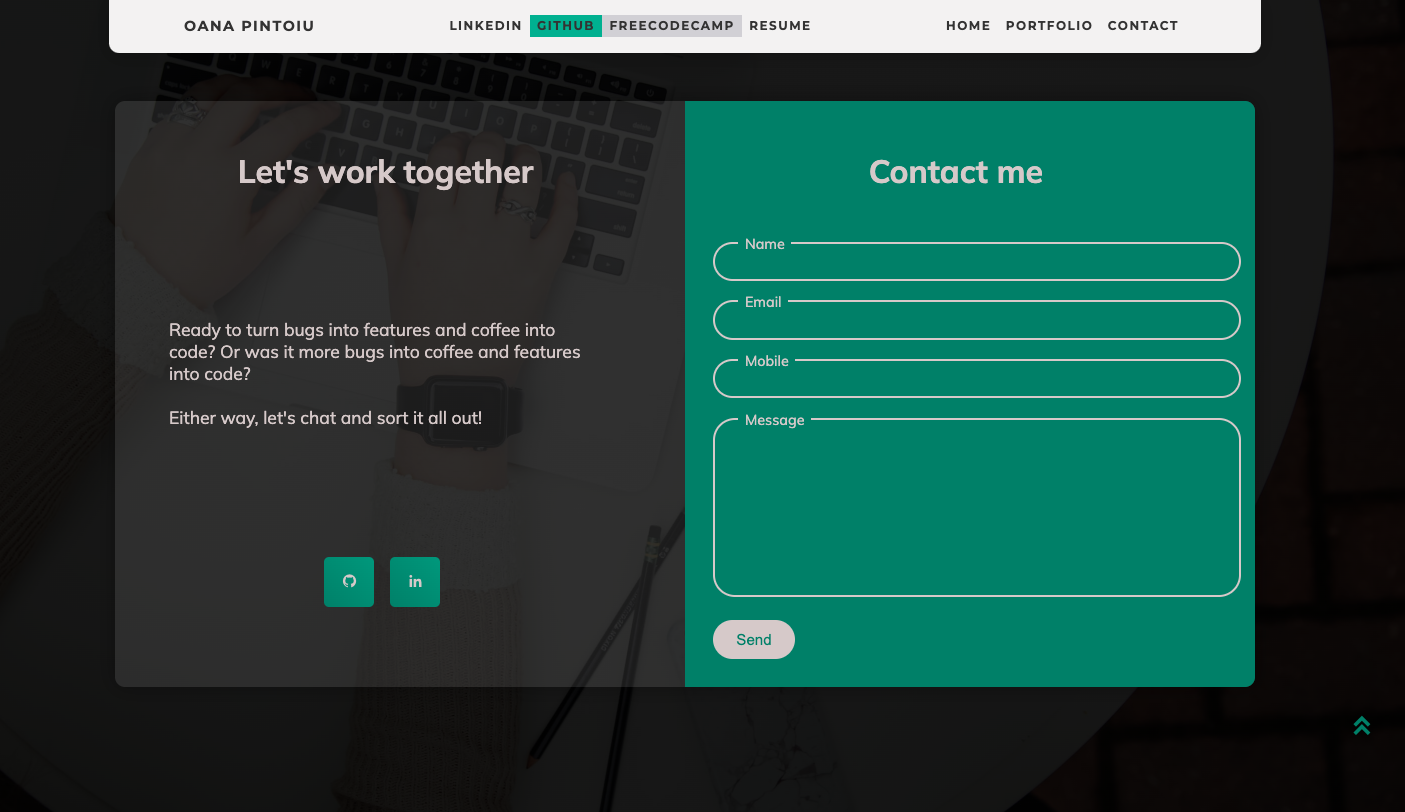 OANA PINTOIU
LINKEDIN GITHUB FREECODECAMP RESUME
HOME PORTFOLIO CONTACT
Let's work together
Ready to turn bugs into features and coffee into
code? Or was it more bugs into coffee and features
into code?
Either way, let's chat and sort it all out!
in
Contact me
Name
Email
Mobile
Message
Send